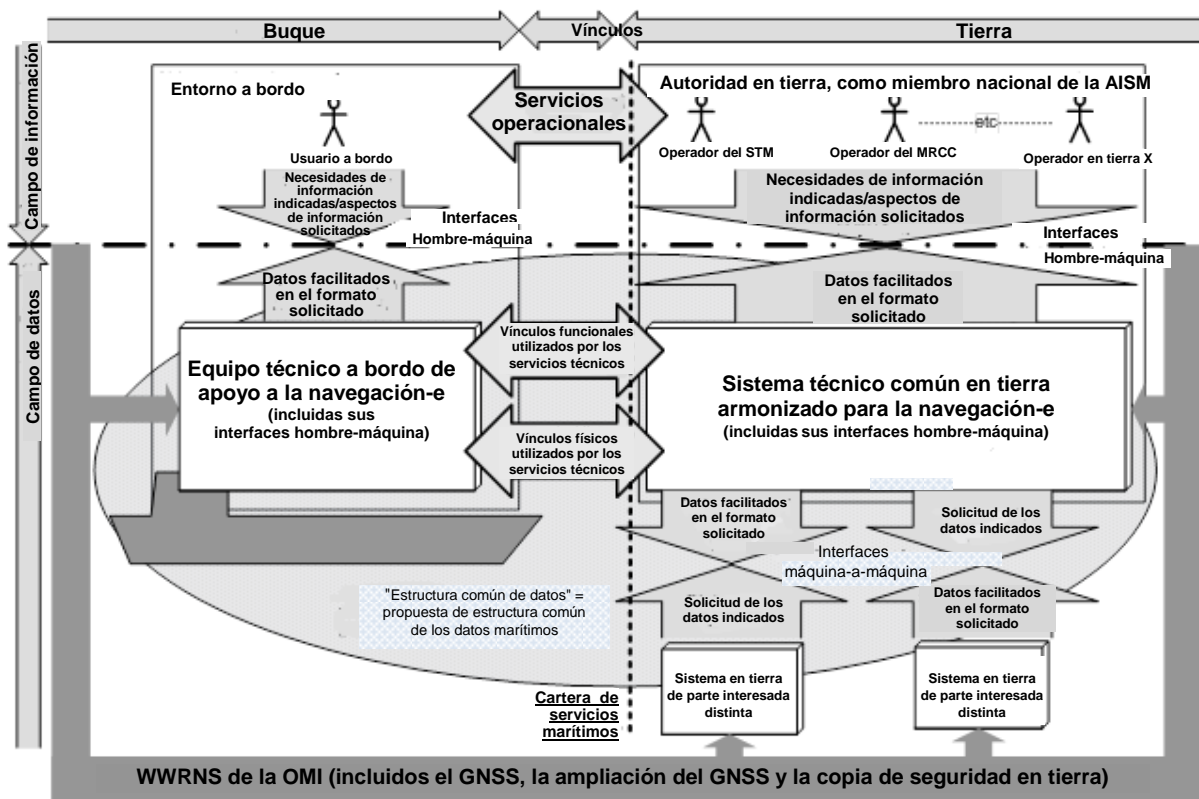 Buque
Vínculos
Tierra
Campo de información
Campo de datos
Entorno a bordo
Servicios
operacionales
Autoridad en tierra, como miembro nacional de la AISM
etc
Usuario a bordo
Operador del STM
Operador del MRCC
Operador en tierra X
Necesidades de
información
indicadas/aspectos
de información
solicitados
Interfaces
Hombre-máquina
Necesidades de información
indicadas/aspectos de
información solicitados
Interfaces
Hombre-máquina
Datos facilitados
en el formato
solicitado
Datos facilitados
en el formato
solicitado
Vínculos funcionales
utilizados por los
servicios técnicos
Equipo técnico a bordo de
apoyo a la navegación-e
(incluidas sus
interfaces hombre-máquina)
Sistema técnico común en tierra
armonizado para la navegación-e
(incluidas sus interfaces hombre-máquina)
Vínculos físicos
utilizados por los
servicios técnicos
Datos facilitados
en el formato
solicitado
Solicitud de los
datos indicados
Interfaces
máquina-a-máquina
"Estructura común de datos" =
propuesta de estructura común
de los datos marítimos
Solicitud de los
datos indicados
Datos facilitados
en el formato
solicitado
Cartera de
servicios
marítimos
Sistema en tierra
de parte interesada
distinta
Sistema en tierra
de parte interesada
distinta
WWRNS de la OMI (incluidos el GNSS, la ampliación del GNSS y la copia de seguridad en tierra)